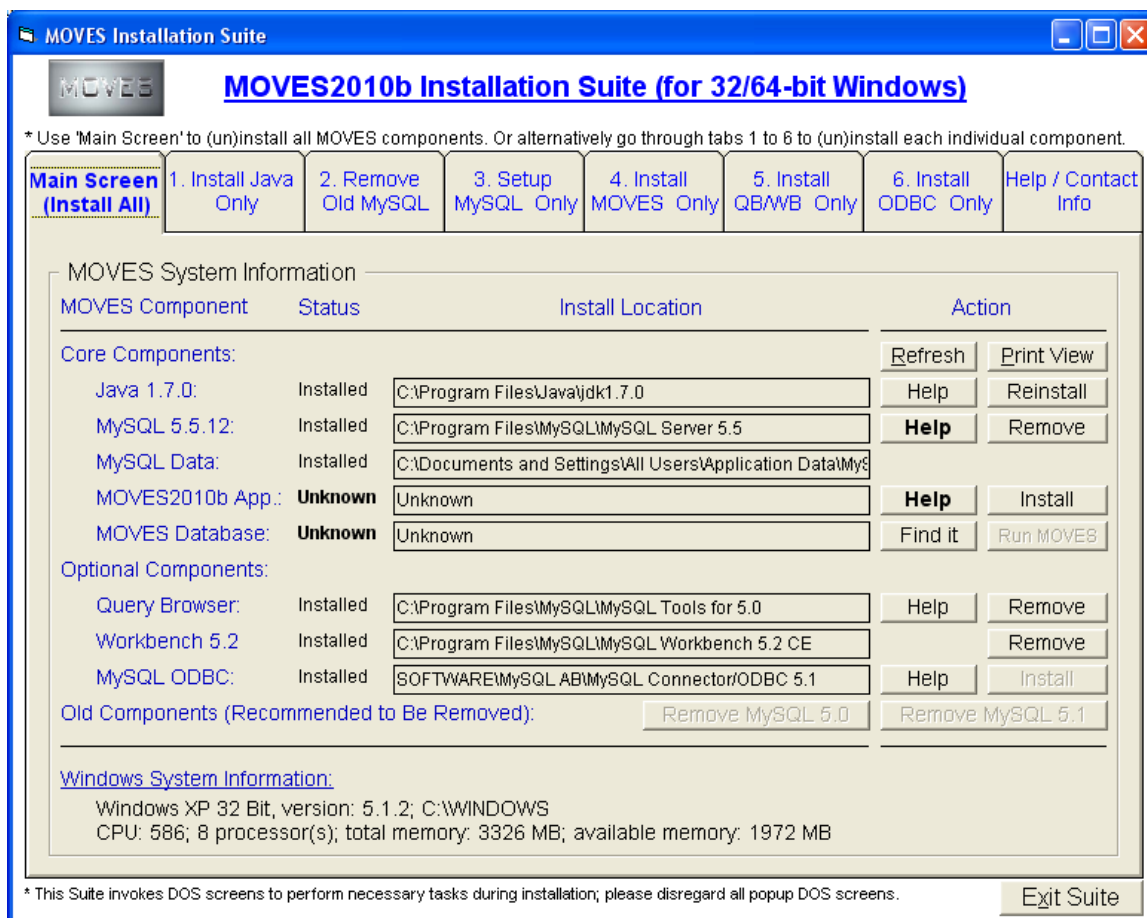 MOVES Installation Suite
MOVES
MOVES2010b Installation Suite (for 32/64-bit Windows)
* Use 'Main Screen' to (un)install all MOVES components. Or alternatively go through tabs 1 to 6 to (un)install each individual component.
Main Screen (Install All)
1. Install Java Only
2. Remove Old MySQL
3. Setup MySQL Only
4. Install MOVES Only
5. Install QB/WB Only
6. Install ODBC Only
Help / Contact Info
MOVES System Information
MOVES Component Status Install Location Action
Core Components: Refresh Print View
Java 1.7.0: Installed C:\Program Files\Java\jdk1.7.0 Help Reinstall
MySQL 5.5.12: Installed C:\Program Files\MySQL\MySQL Server 5.5 Help Remove
MySQL Data: Installed C:\Documents and Settings\All Users\Application Data\MyS
MOVES2010b App.: Unknown Unknown Help Install
MOVES Database: Unknown Unknown Find it Run MOVES
Optional Components:
Query Browser: Installed C:\Program Files\MySQL\MySQL Tools for 5.0 Help Remove
Workbench 5.2 Installed C:\Program Files\MySQL\MySQL Workbench 5.2 CE Remove
MySQL ODBC: Installed SOFTWARE\MySQL AB\MySQL Connector/ODBC 5.1 Help Install
Old Components (Recommended to Be Removed): Remove MySQL 5.0 Remove MySQL 5.1
Windows System Information:
Windows XP 32 Bit, version: 5.1.2; C:\WINDOWS
CPU: 586; 8 processor(s); total memory: 3326 MB; available memory: 1972 MB
* This Suite invokes DOS screens to perform necessary tasks during installation; please disregard all popup DOS screens.
Exit Suite